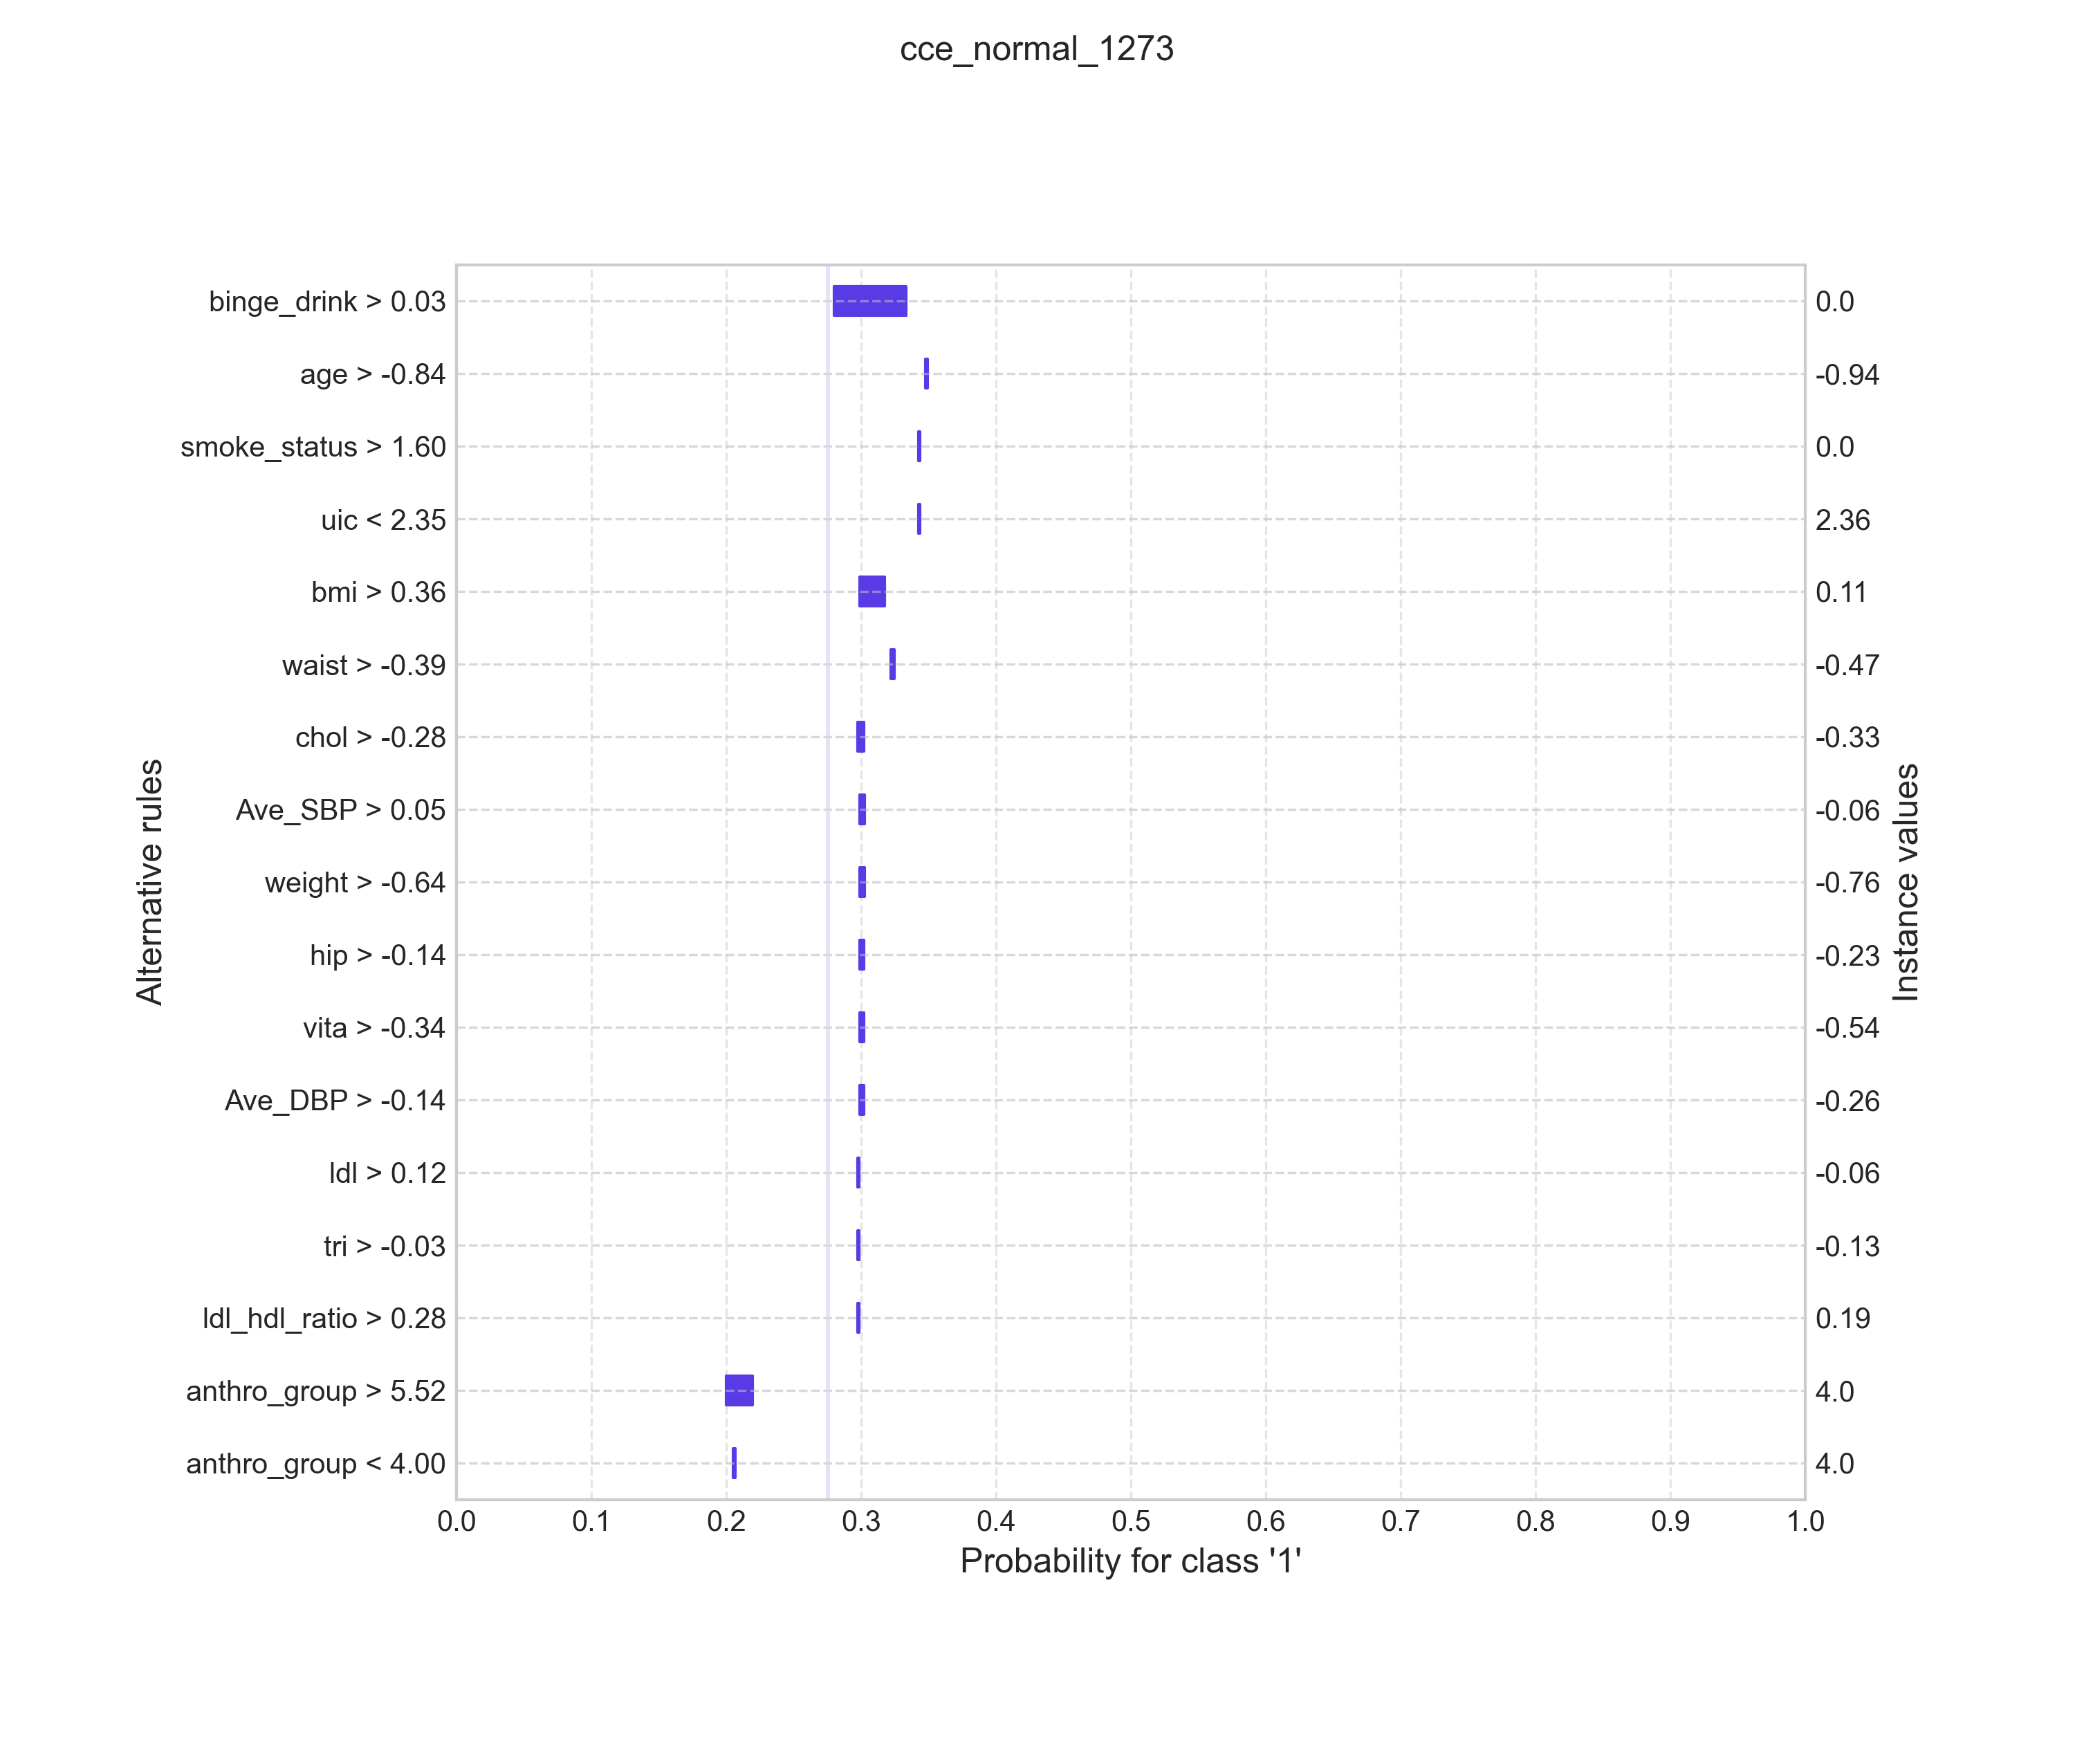 cce_normal_1273
binge_drink > 0.03 0.0
age > -0.84 -0.94
smoke_status > 1.60 0.0
uic < 2.35 2.36
bmi > 0.36 0.11
waist > -0.39 -0.47
chol > -0.28 -0.33
Ave_SBP > 0.05 -0.06
weight > -0.64 -0.76
hip > -0.14 -0.23
vita > -0.34 -0.54
Ave_DBP > -0.14 -0.26
ldl > 0.12 -0.06
tri > -0.03 -0.13
ldl_hdl_ratio > 0.28 0.19
anthro_group > 5.52 4.0
anthro_group < 4.00 4.0
Alternative rules
Instance values
0.0 0.1 0.2 0.3 0.4 0.5 0.6 0.7 0.8 0.9 1.0
Probability for class '1'